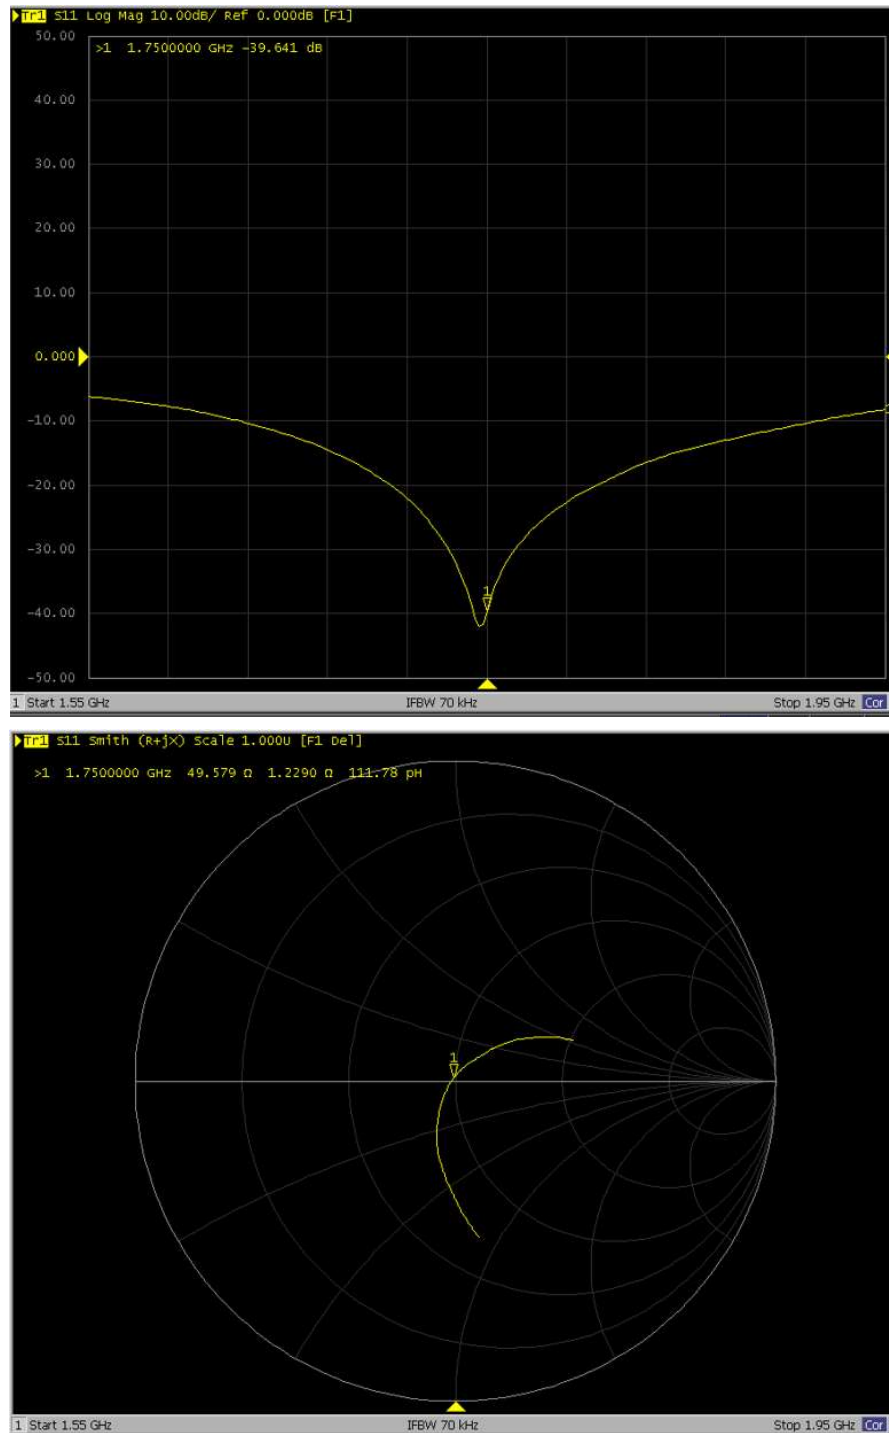 Tr1 S11 Log Mag 10.00dB/ Ref 0.000dB [F1]
50.00
>1 1.7500000 GHz -39.641 dB
40.00
30.00
20.00
10.00
0.000
-10.00
-20.00
-30.00
1
-40.00
-50.00
1 Start 1.55 GHz IFBW 70 kHz Stop 1.95 GHz Cor
Tr1 S11 Smith (R+jX) Scale 1.000U [F1 Del]
>1 1.7500000 GHz 49.579 Ω 1.2290 Ω 111.78 pH
1
1 Start 1.55 GHz IFBW 70 kHz Stop 1.95 GHz Cor